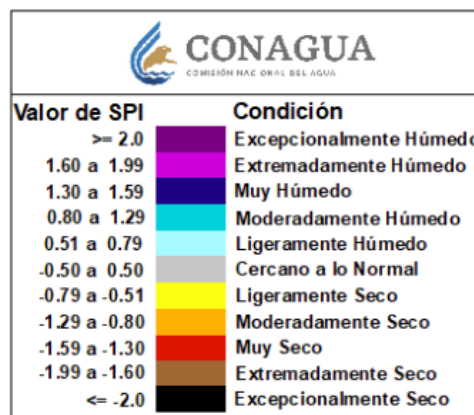 CONAGUA
COMISIÓN NACIONAL DEL AGUA
Valor de SPI Condición
>= 2.0 Excepcionalmente Húmedo
1.60 a 1.99 Extremadamente Húmedo
1.30 a 1.59 Muy Húmedo
0.80 a 1.29 Moderadamente Húmedo
0.51 a 0.79 Ligeramente Húmedo
-0.50 a 0.50 Cercano a lo Normal
-0.79 a -0.51 Ligeramente Seco
-1.29 a -0.80 Moderadamente Seco
-1.59 a -1.30 Muy Seco
-1.99 a -1.60 Extremadamente Seco
<= -2.0 Excepcionalmente Seco